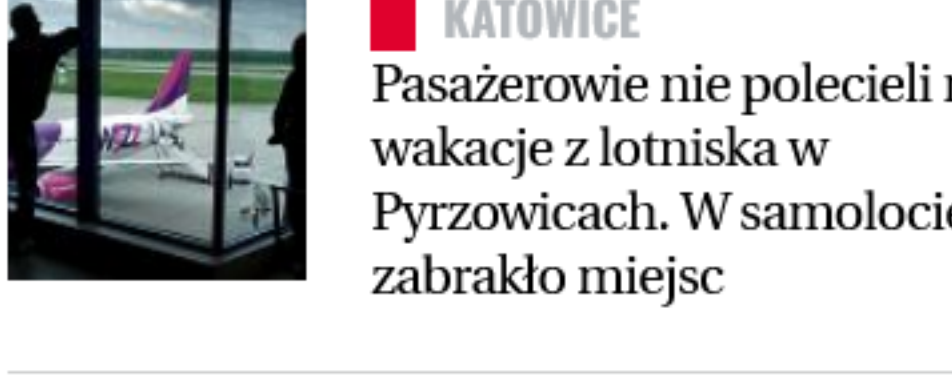 KATOWICE
Pasażerowie nie polecieli
wakacje z lotniska w
Pyrzowicach. W samolocie
zabrakło miejsc